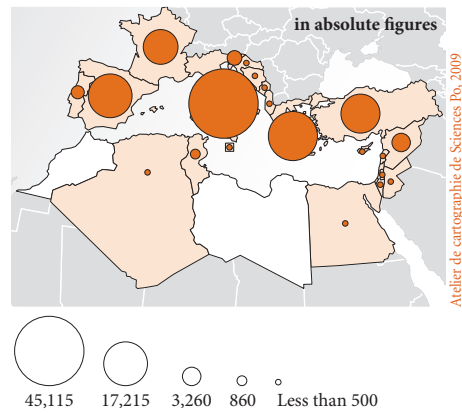 in absolute figures
Atelier de cartographie de Sciences Po, 2009
45,115 17,215 3,260 860 Less than 500